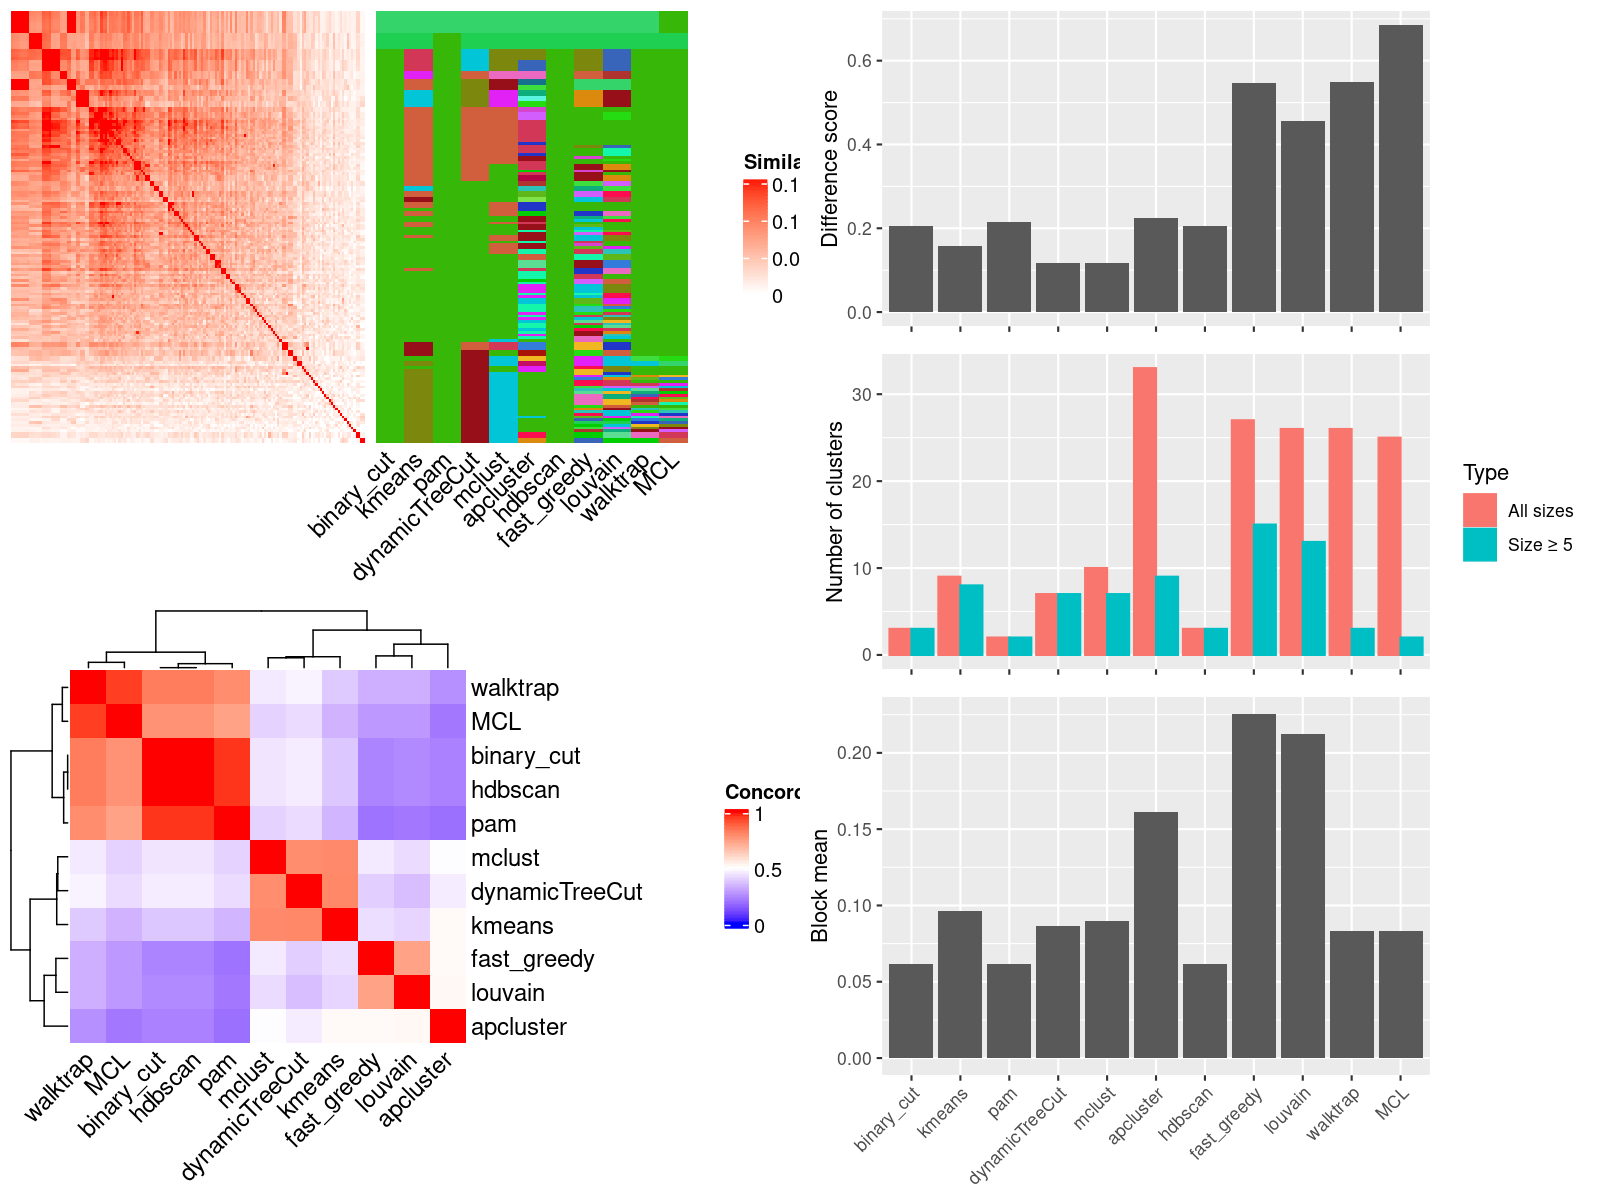 Simila
0.1
0.1
0.0
0
binary_cut
kmeans
pam
dynamicTreeCut
mclust
apcluster
hdbscan
fast_greedy
louvain
walktrap
MCL
walktrap
MCL
binary_cut
hdbscan
pam
mclust
dynamicTreeCut
kmeans
fast_greedy
louvain
apcluster
walktrap
MCL
binary_cut
hdbscan
pam
mclust
dynamicTreeCut
kmeans
fast_greedy
louvain
apcluster
Concord
1
0.5
0
Difference score
0.6
0.4
0.2
0.0
Number of clusters
30
20
10
0
Type
All sizes
Size ≥ 5
Block mean
0.20
0.15
0.10
0.05
0.00
binary_cut
kmeans
pam
dynamicTreeCut
mclust
apcluster
hdbscan
fast_greedy
louvain
walktrap
MCL